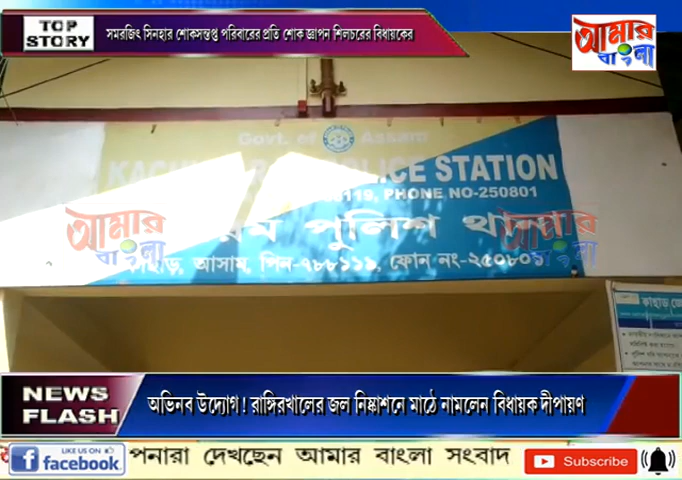 TOP STORY
সমরজিৎ সিনহার শোকসন্তপ্ত পরিবারের প্রতি শোক জ্ঞাপন শিলচরের বিধায়কের
আমার বাংলা
Govt. of Assam
POLICE STATION
PHONE NO-250801
পুলিশ থানা
আমার বাংলা
আমার বাংলা
আসাম, পিন-৭৮৮১১৯, ফোন নং-২৫০৮০১
কাছাড় জে
NEWS FLASH
অভিনব উদ্যোগ! রাঙ্গিরখালের জল নিষ্কাশনে মাঠে নামলেন বিধায়ক দীপায়ণ
LIKE US ON
facebook.
পনারা দেখছেন আমার বাংলা সংবাদ
Subscribe